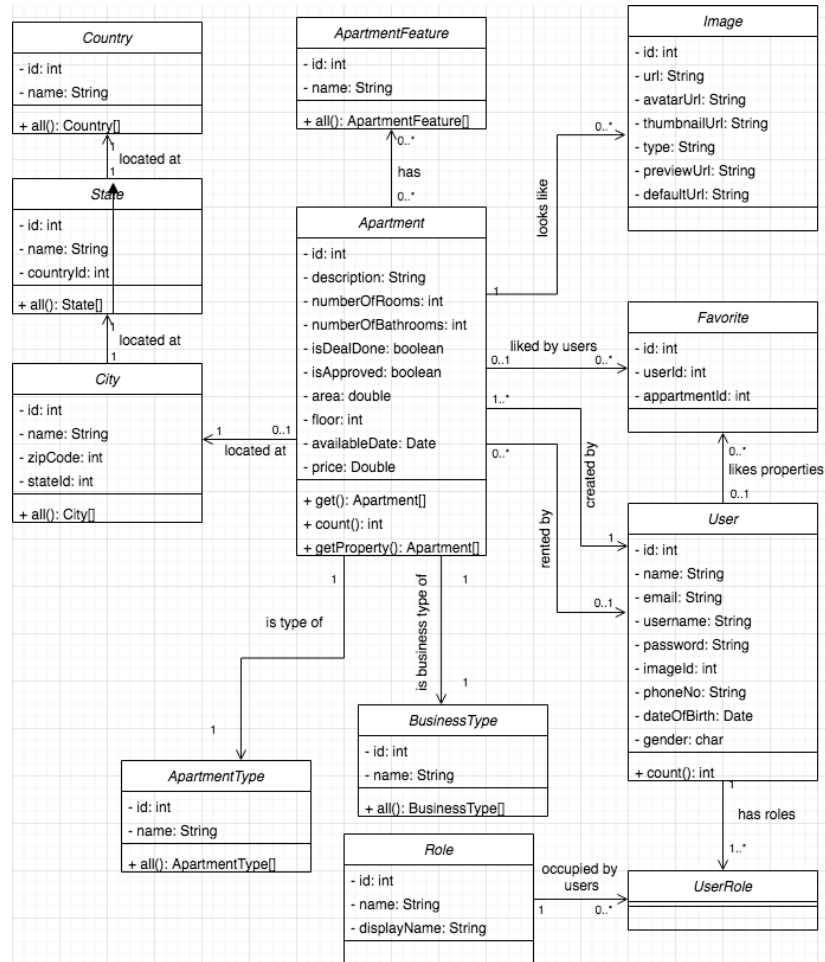 Country
- id: int
- name: String
+ all(): Country[]
1
located at
1
State
- id: int
- name: String
- countryId: int
+ all(): State[]
1
located at
1
City
- id: int
- name: String
- zipCode: int
- stateId: int
+ all(): City[]
ApartmentFeature
- id: int
- name: String
+ all(): ApartmentFeature[]
0..*
has
0..*
Apartment
- id: int
- description: String
- numberOfRooms: int
- numberOfBathrooms: int
- isDealDone: boolean
- isApproved: boolean
- area: double
- floor: int
- availableDate: Date
- price: Double
+ get(): Apartment[]
+ count(): int
+ getProperty(): Apartment[]
1
0..1
located at
Image
- id: int
- url: String
- avatarUrl: String
- thumbnailUrl: String
- type: String
- previewUrl: String
- defaultUrl: String
0..*
looks like
1
Favorite
- id: int
- userId: int
- appartmentId: int
liked by users
0..1
0..*
1..*
created by
1
0..*
rented by
0..1
0..*
likes properties
0..1
User
- id: int
- name: String
- email: String
- username: String
- password: String
- imageId: int
- phoneNo: String
- dateOfBirth: Date
- gender: char
+ count(): int
1
has roles
1..*
UserRole
1
is type of
1
ApartmentType
- id: int
- name: String
+ all(): ApartmentType[]
1
is business type of
1
BusinessType
- id: int
- name: String
+ all(): BusinessType[]
Role
- id: int
- name: String
- displayName: String
occupied by
users
1
0..*